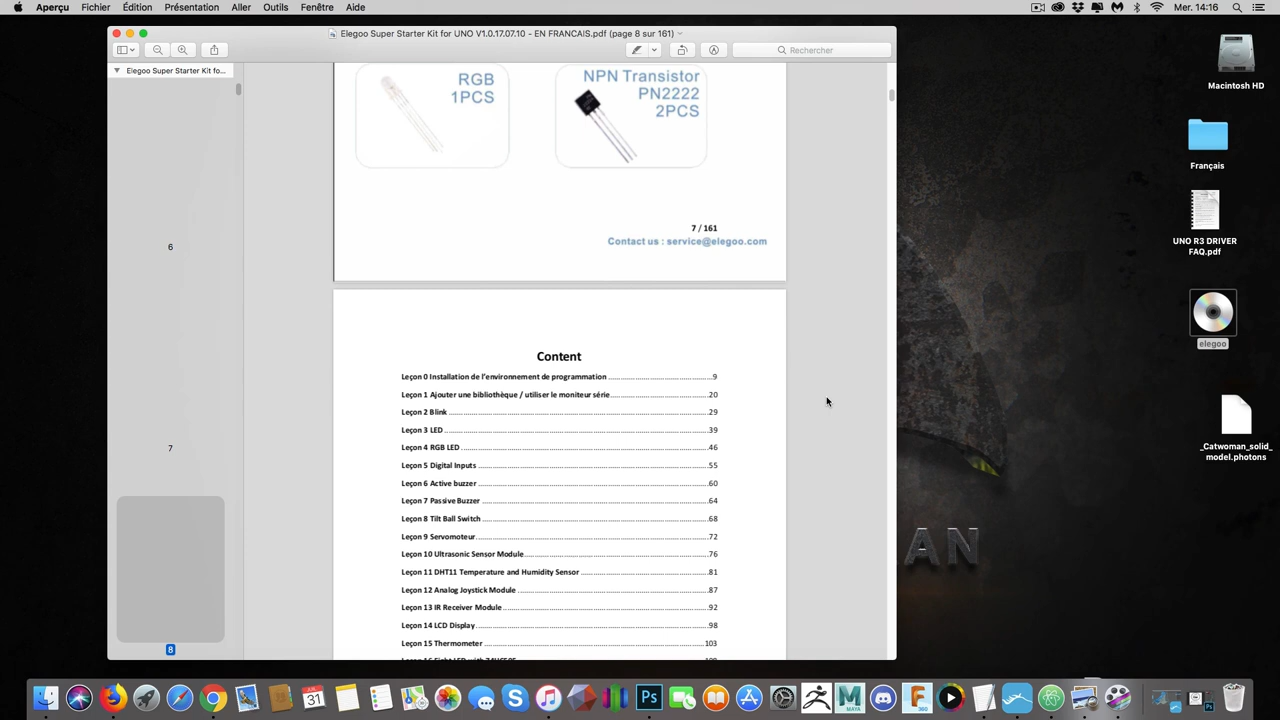 Aperçu Fichier Édition Présentation Aller Outils Fenêtre Aide Mer. 14:16
Elegoo Super Starter Kit for UNO V1.0.17.07.10 - EN FRANCAIS.pdf (page 8 sur 161)
Rechercher
Elegoo Super Starter Kit fo...
6
7
8
RGB
1PCS
NPN Transistor
PN2222
2PCS
7 / 161
Contact us : service@elegoo.com
Content
Leçon 0 Installation de l'environnement de programmation 9
Leçon 1 Ajouter une bibliothèque / utiliser le moniteur série 20
Leçon 2 Blink 29
Leçon 3 LED 39
Leçon 4 RGB LED 46
Leçon 5 Digital Inputs 55
Leçon 6 Active buzzer 60
Leçon 7 Passive Buzzer 64
Leçon 8 Tilt Ball Switch 68
Leçon 9 Servomoteur 72
Leçon 10 Ultrasonic Sensor Module 76
Leçon 11 DHT11 Temperature and Humidity Sensor 81
Leçon 12 Analog Joystick Module 87
Leçon 13 IR Receiver Module 92
Leçon 14 LCD Display 98
Leçon 15 Thermometer 103
Macintosh HD
Français
UNO R3 DRIVER
FAQ.pdf
elegoo
_Catwoman_solid_
model.photons
AN
JUIL.
31
Ps
MAYA
F
360